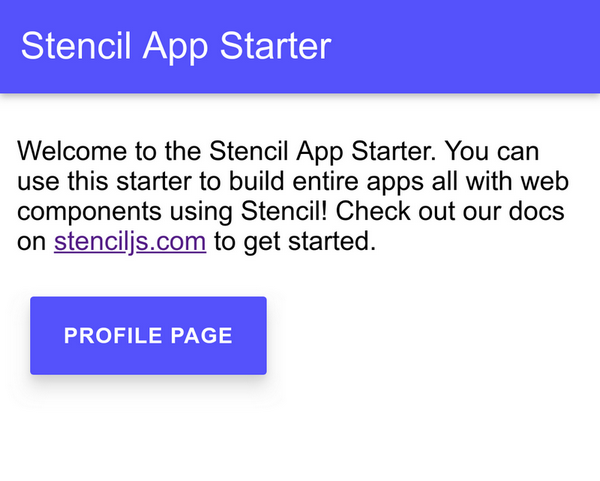 Stencil App Starter
Welcome to the Stencil App Starter. You can
use this starter to build entire apps all with web
components using Stencil! Check out our docs
on stenciljs.com to get started.
PROFILE PAGE